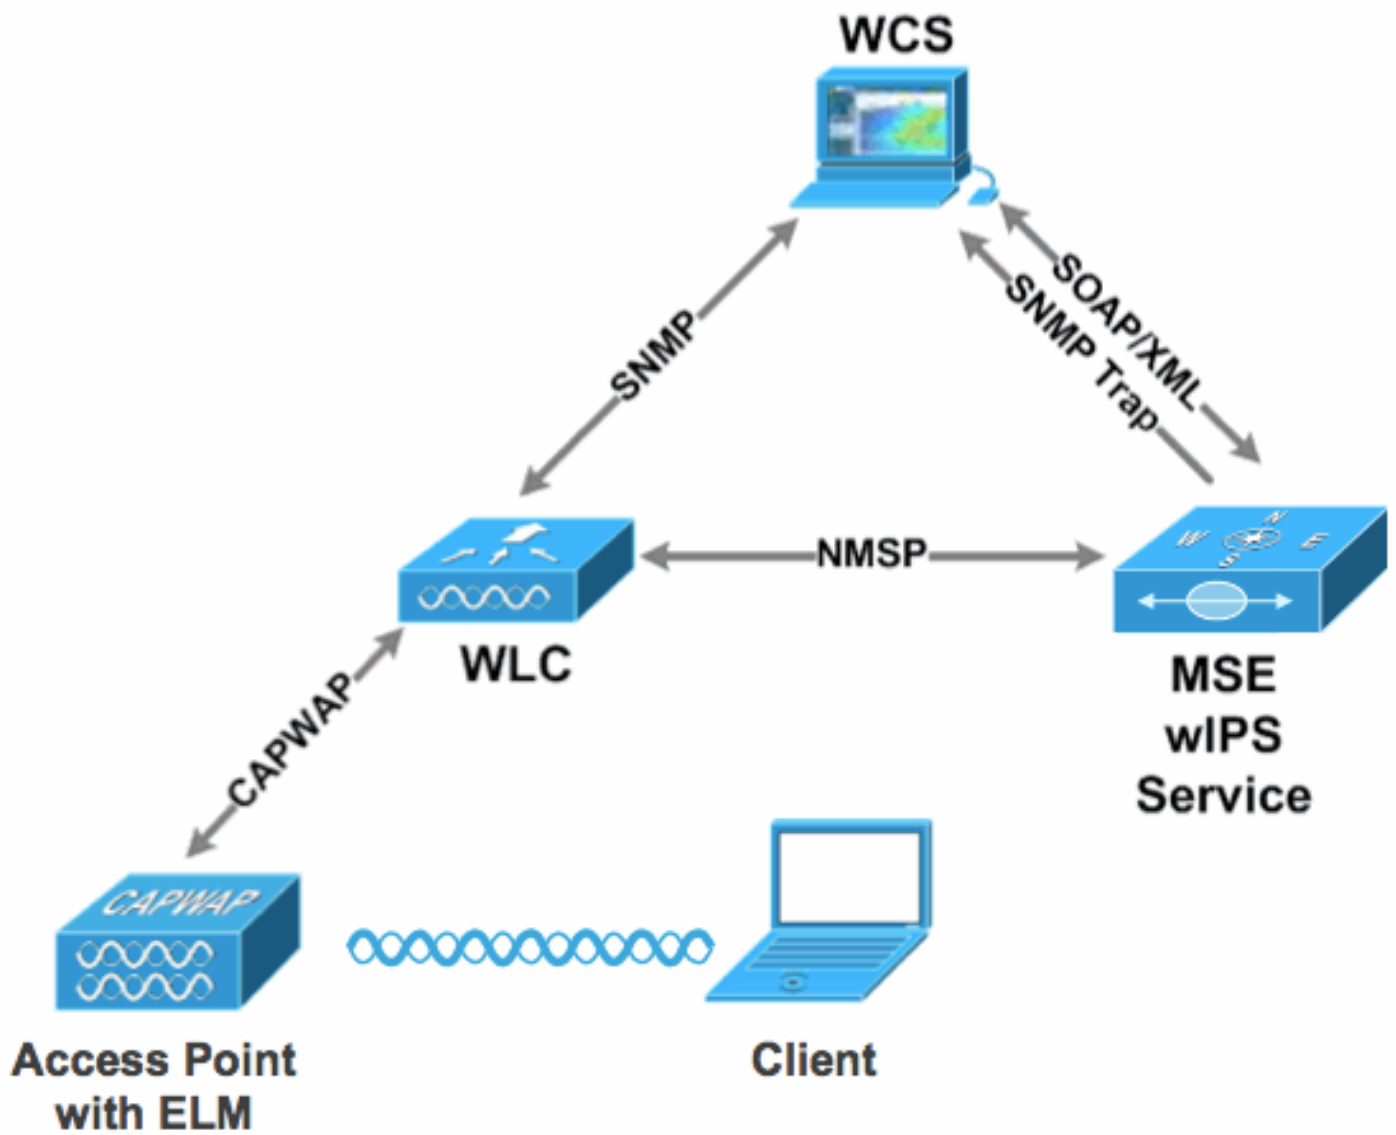 WCS
SOAP/XML
SNMP Trap
SNMP
NMSP
N
W
E
S
WLC
MSE
wIPS
Service
CAPWAP
CAPWAP
Access Point
with ELM
Client